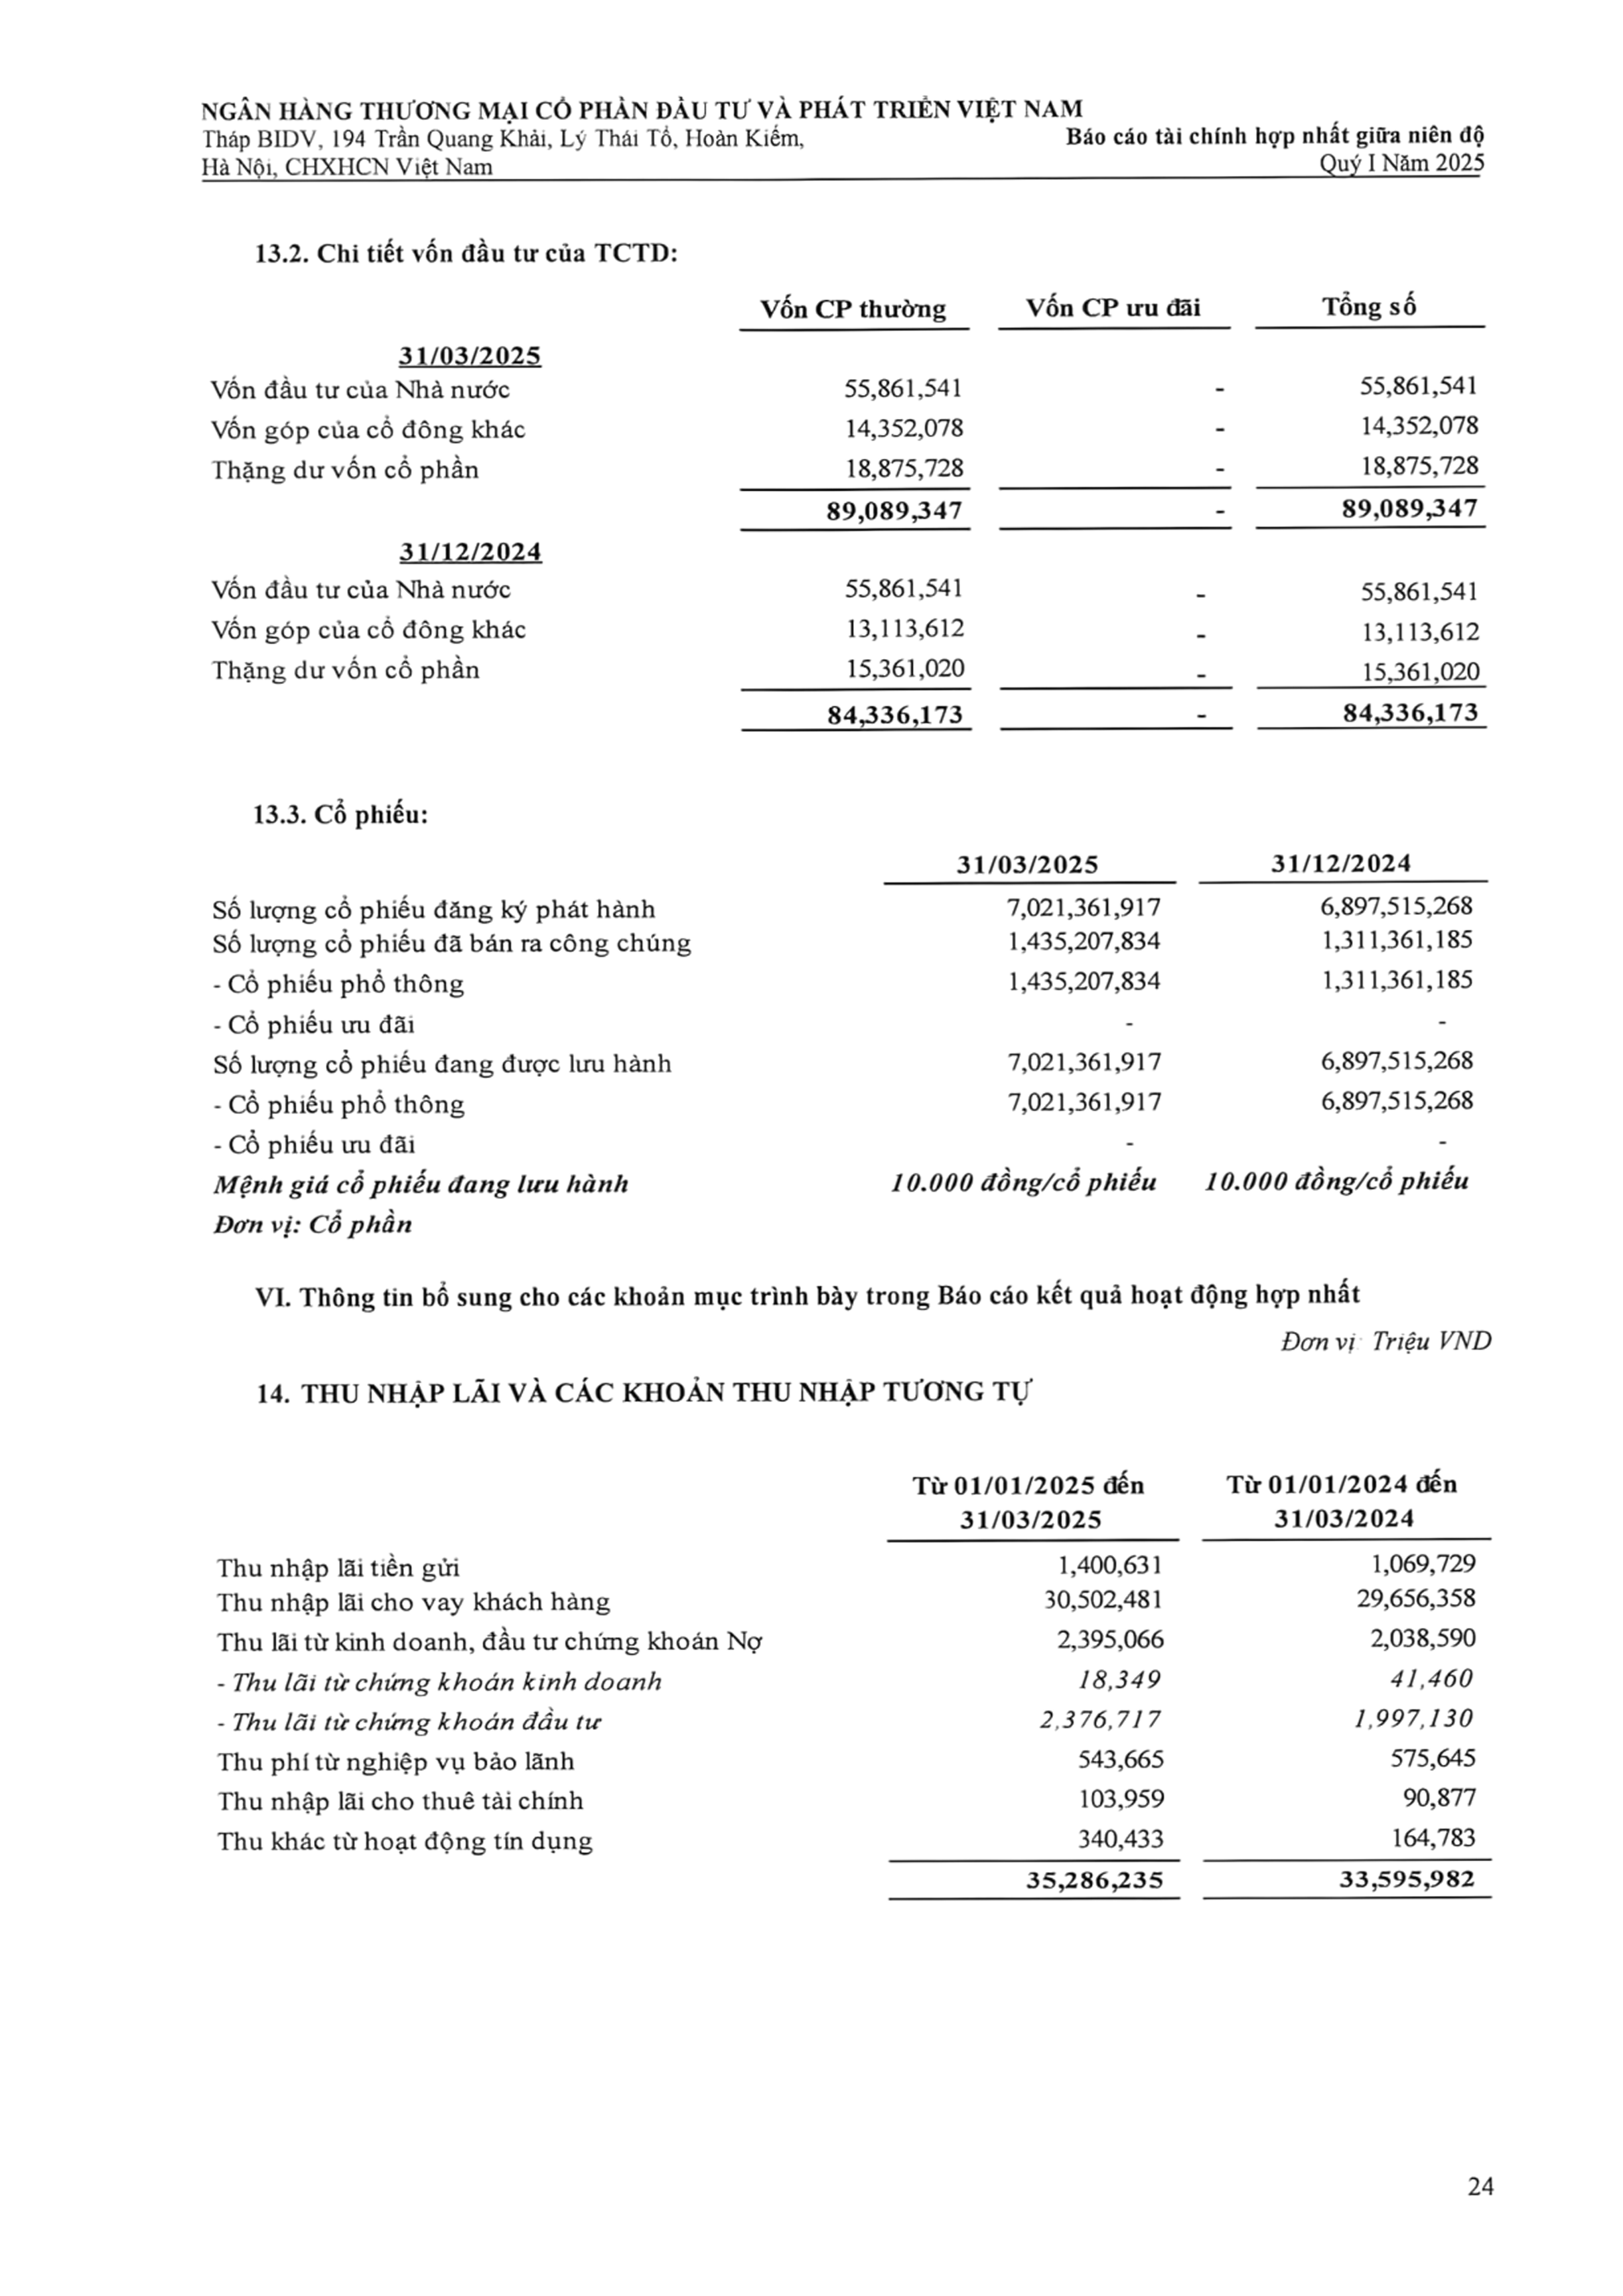 NGÂN HÀNG THƯƠNG MẠI CỔ PHẦN ĐẦU TƯ VÀ PHÁT TRIỂN VIỆT NAM
Tháp BIDV, 194 Trần Quang Khải, Lý Thái Tổ, Hoàn Kiếm, Báo cáo tài chính hợp nhất giữa niên độ
Hà Nội, CHXHCN Việt Nam Quý I Năm 2025
13.2. Chi tiết vốn đầu tư của TCTD:
Vốn CP thường Vốn CP ưu đãi Tổng số
31/03/2025
Vốn đầu tư của Nhà nước 55,861,541 - 55,861,541
Vốn góp của cổ đông khác 14,352,078 - 14,352,078
Thặng dư vốn cổ phần 18,875,728 - 18,875,728
89,089,347 - 89,089,347
31/12/2024
Vốn đầu tư của Nhà nước 55,861,541 - 55,861,541
Vốn góp của cổ đông khác 13,113,612 - 13,113,612
Thặng dư vốn cổ phần 15,361,020 - 15,361,020
84,336,173 - 84,336,173
13.3. Cổ phiếu:
31/03/2025 31/12/2024
Số lượng cổ phiếu đăng ký phát hành 7,021,361,917 6,897,515,268
Số lượng cổ phiếu đã bán ra công chúng 1,435,207,834 1,311,361,185
- Cổ phiếu phổ thông 1,435,207,834 1,311,361,185
- Cổ phiếu ưu đãi - -
Số lượng cổ phiếu đang được lưu hành 7,021,361,917 6,897,515,268
- Cổ phiếu phổ thông 7,021,361,917 6,897,515,268
- Cổ phiếu ưu đãi - -
Mệnh giá cổ phiếu đang lưu hành 10.000 đồng/cổ phiếu 10.000 đồng/cổ phiếu
Đơn vị: Cổ phần
VI. Thông tin bổ sung cho các khoản mục trình bày trong Báo cáo kết quả hoạt động hợp nhất
Đơn vị: Triệu VND
14. THU NHẬP LÃI VÀ CÁC KHOẢN THU NHẬP TƯƠNG TỰ
Từ 01/01/2025 đến Từ 01/01/2024 đến
31/03/2025 31/03/2024
Thu nhập lãi tiền gửi 1,400,631 1,069,729
Thu nhập lãi cho vay khách hàng 30,502,481 29,656,358
Thu lãi từ kinh doanh, đầu tư chứng khoán Nợ 2,395,066 2,038,590
- Thu lãi từ chứng khoán kinh doanh 18,349 41,460
- Thu lãi từ chứng khoán đầu tư 2,376,717 1,997,130
Thu phí từ nghiệp vụ bảo lãnh 543,665 575,645
Thu nhập lãi cho thuê tài chính 103,959 90,877
Thu khác từ hoạt động tín dụng 340,433 164,783
35,286,235 33,595,982
24